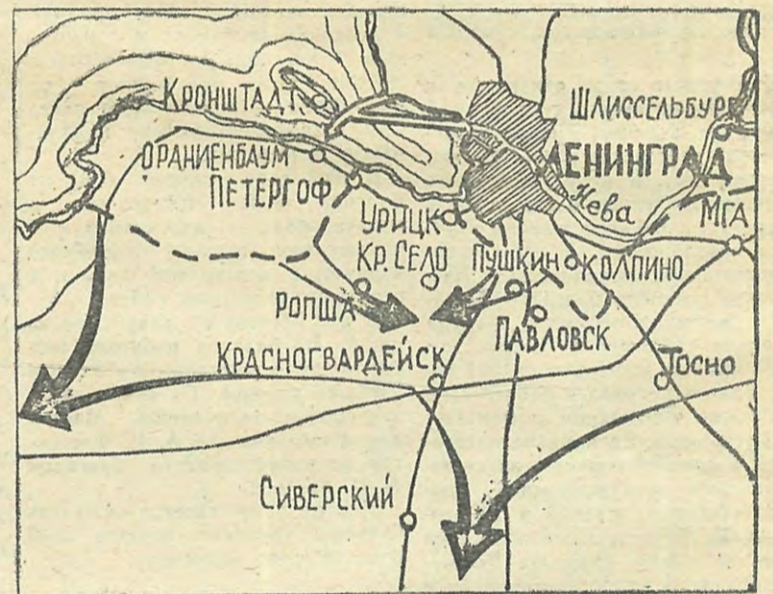 КРОНШТАДТ
ШЛИССЕЛЬБУРГ
ОРАНИЕНБАУМ
ЛЕНИНГРАД
ПЕТЕРГОФ
Нева
УРИЦК
МГА
КР. СЕЛО
ПУШКИН
КОЛПИНО
РОПША
ПАВЛОВСК
КРАСНОГВАРДЕЙСК
ТОСНО
СИВЕРСКИЙ